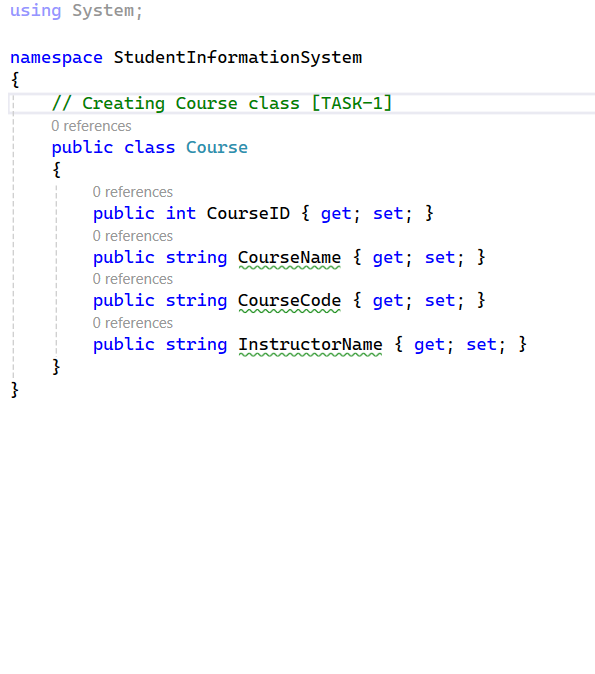 using System;
namespace StudentInformationSystem
{
// Creating Course class [TASK-1]
0 references
public class Course
{
0 references
public int CourseID { get; set; }
0 references
public string CourseName { get; set; }
0 references
public string CourseCode { get; set; }
0 references
public string InstructorName { get; set; }
}
}